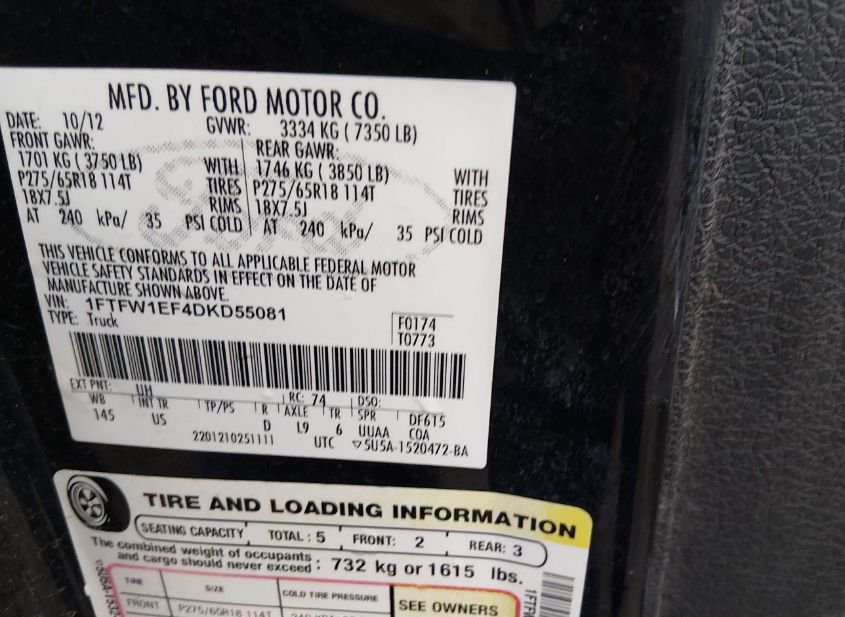 MFD. BY FORD MOTOR CO.
DATE: 10/12 GVWR: 3334 KG ( 7350 LB)
FRONT GAWR: REAR GAWR:
1701 KG ( 3750 LB) WITH 1746 KG ( 3850 LB) WITH
P275/65R18 114T TIRES P275/65R18 114T TIRES
18X7.5J RIMS 18X7.5J RIMS
AT 240 kPa/ 35 PSI COLD AT 240 kPa/ 35 PSI COLD
THIS VEHICLE CONFORMS TO ALL APPLICABLE FEDERAL MOTOR
VEHICLE SAFETY STANDARDS IN EFFECT ON THE DATE OF
MANUFACTURE SHOWN ABOVE.
VIN: 1FTFW1EF4DKD55081
TYPE: Truck
F0174
T0773
EXT PNT: UH RC: 74 DSO:
WB INT TR TP/PS R AXLE TR SPR DF615
145 US D L9 6 UUAA COA
2201210251111 UTC ▽5U5A-1520472-BA
TIRE AND LOADING INFORMATION
SEATING CAPACITY TOTAL : 5 FRONT: 2 REAR: 3
The combined weight of occupants
and cargo should never exceed : 732 kg or 1615 lbs.
TIRE SIZE COLD TIRE PRESSURE SEE OWNERS
FRONT P275/65R18 114T